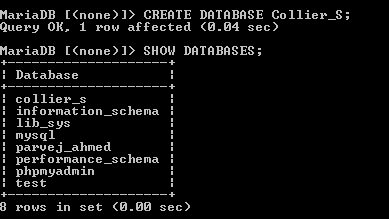 MariaDB [(none)]> CREATE DATABASE Collier_S;
Query OK, 1 row affected (0.04 sec)
MariaDB [(none)]> SHOW DATABASES;
+--------------------+
| Database           |
+--------------------+
| collier_s          |
| information_schema |
| lib_sys            |
| mysql              |
| parvej_ahmed       |
| performance_schema |
| phpmyadmin         |
| test               |
+--------------------+
8 rows in set (0.00 sec)